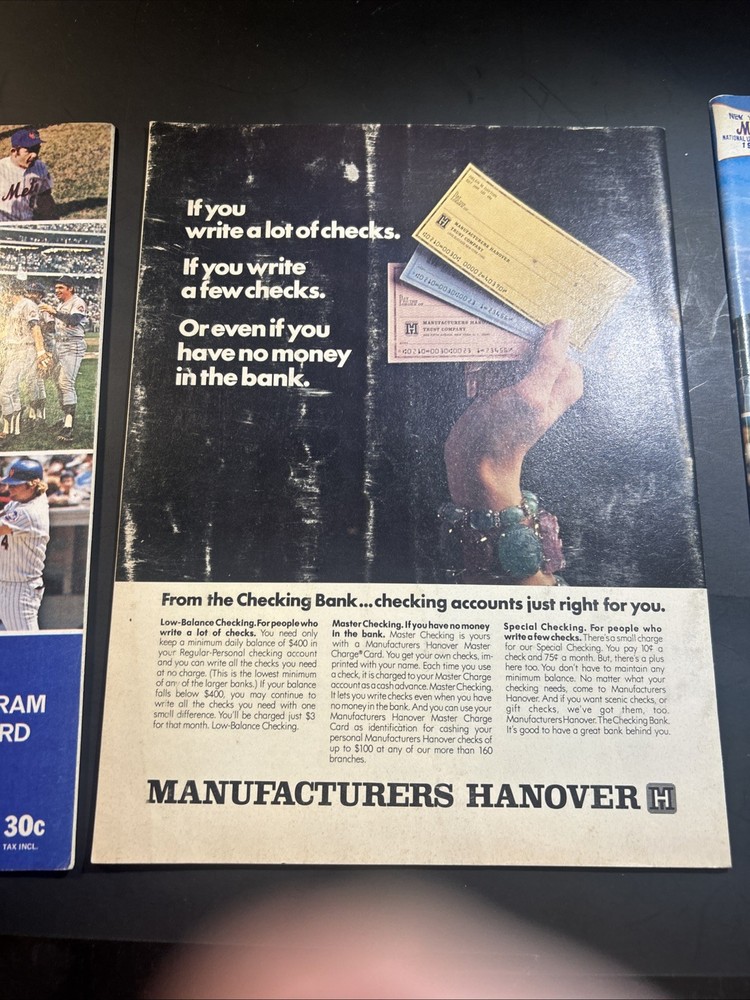 If you
write a lot of checks.
If you write
a few checks.
Or even if you
have no money
in the bank.
MANUFACTURERS HANOVER
TRUST COMPANY
MANUFACTURERS HAN
TRUST COMPANY
From the Checking Bank...checking accounts just right for you.
Low-Balance Checking. For people who
write a lot of checks. You need only
keep a minimum daily balance of $400 in
your Regular-Personal checking account
and you can write all the checks you need
at no charge. (This is the lowest minimum
of any of the larger banks.) If your balance
falls below $400, you may continue to
write all the checks you need with one
small difference. You'll be charged just $3
for that month. Low-Balance Checking.
Master Checking. If you have no money
in the bank. Master Checking is yours
with a Manufacturers Hanover Master
Charge® Card. You get your own checks, im-
printed with your name. Each time you use
a check, it is charged to your Master Charge
account as a cash advance. Master Checking.
It lets you write checks even when you have
no money in the bank. And you can use your
Manufacturers Hanover Master Charge
Card as identification for cashing your
personal Manufacturers Hanover checks of
up to $100 at any of our more than 160
branches.
Special Checking. For people who
write a few checks. There's a small charge
for our Special Checking. You pay 10¢ a
check and 75¢ a month. But, there's a plus
here too. You don't have to maintain any
minimum balance. No matter what your
checking needs, come to Manufacturers
Hanover. And if you want scenic checks, or
gift checks, we've got them, too.
Manufacturers Hanover. The Checking Bank.
It's good to have a great bank behind you.
MANUFACTURERS HANOVER
Mets
4
RAM
RD
30c
TAX INCL.
NEW
M
NATIONAL